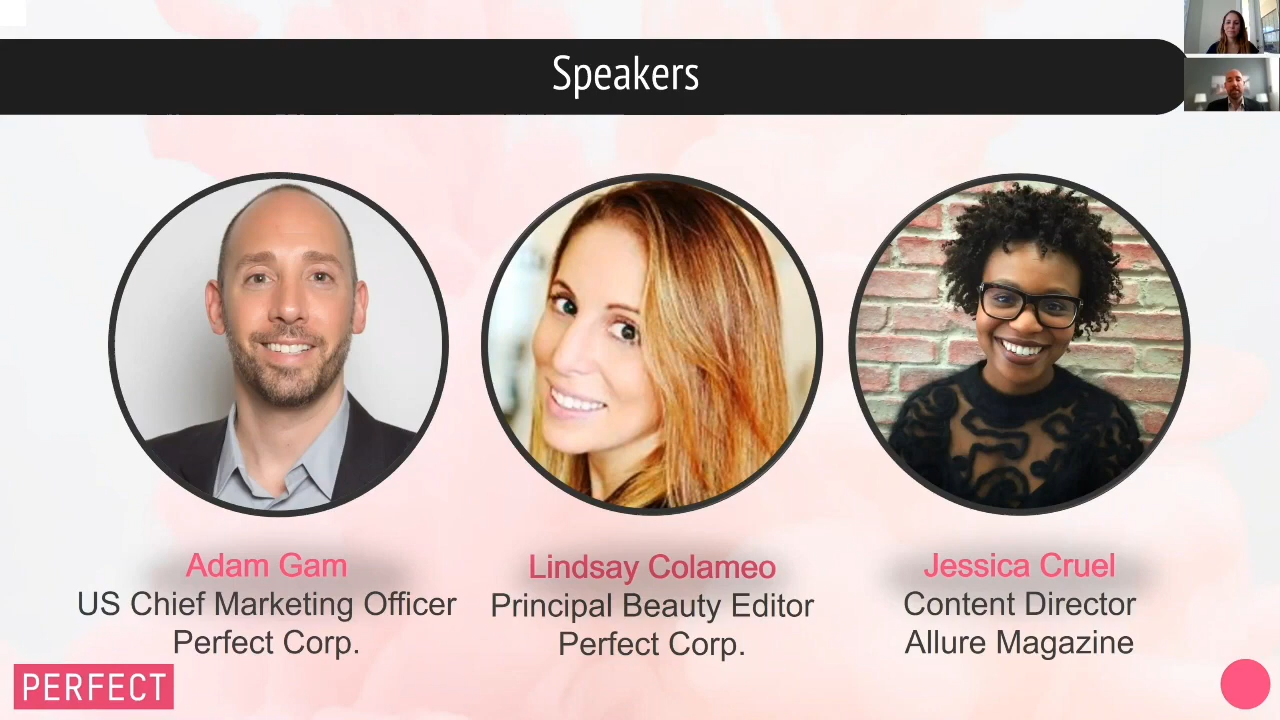 Speakers
Adam Gam
US Chief Marketing Officer
Perfect Corp.
Lindsay Colameo
Principal Beauty Editor
Perfect Corp.
Jessica Cruel
Content Director
Allure Magazine
PERFECT